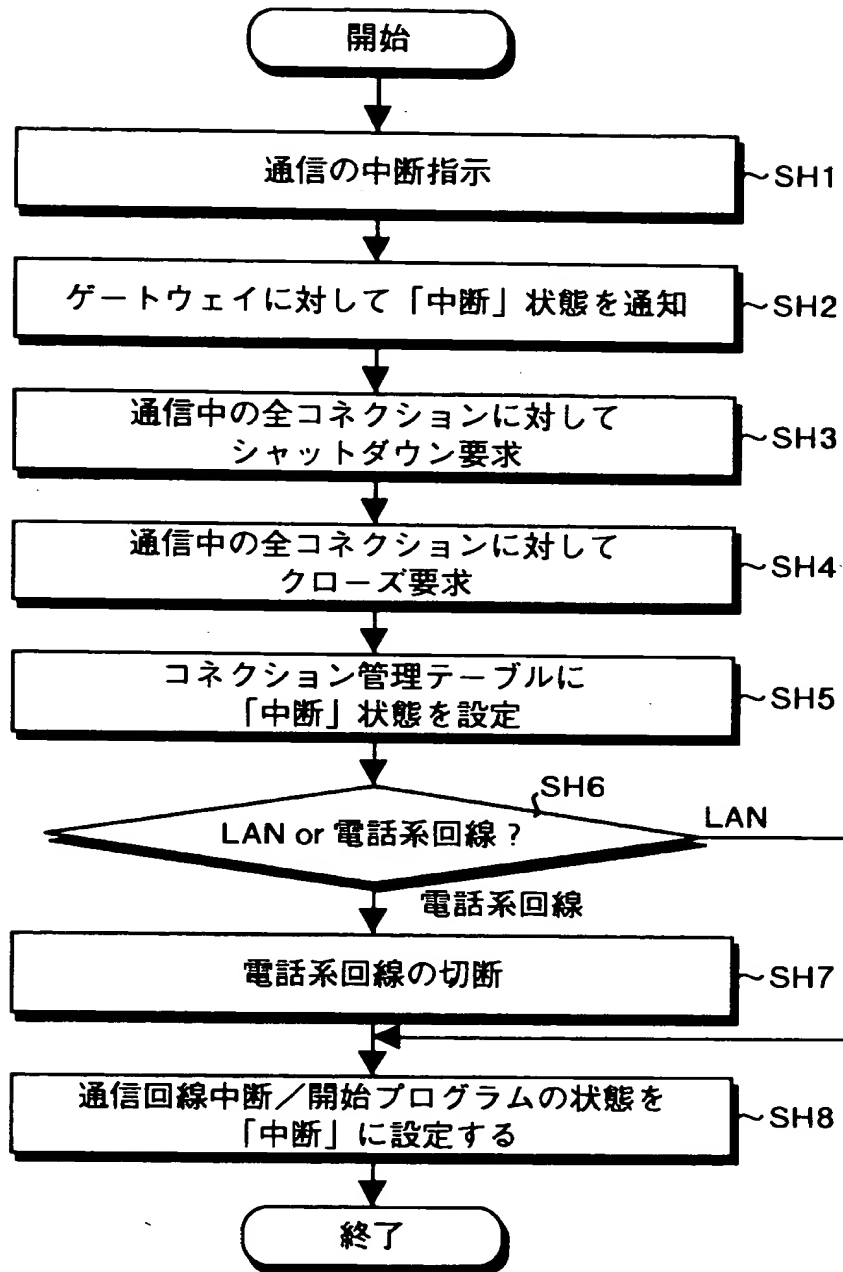 開始
通信の中断指示
~SH1
ゲートウェイに対して「中断」状態を通知
~SH2
通信中の全コネクションに対して
シャットダウン要求
~SH3
通信中の全コネクションに対して
クローズ要求
~SH4
コネクション管理テーブルに
「中断」状態を設定
~SH5
SH6
LAN or 電話系回線?
LAN
電話系回線
電話系回線の切断
~SH7
通信回線中断/開始プログラムの状態を
「中断」に設定する
~SH8
終了